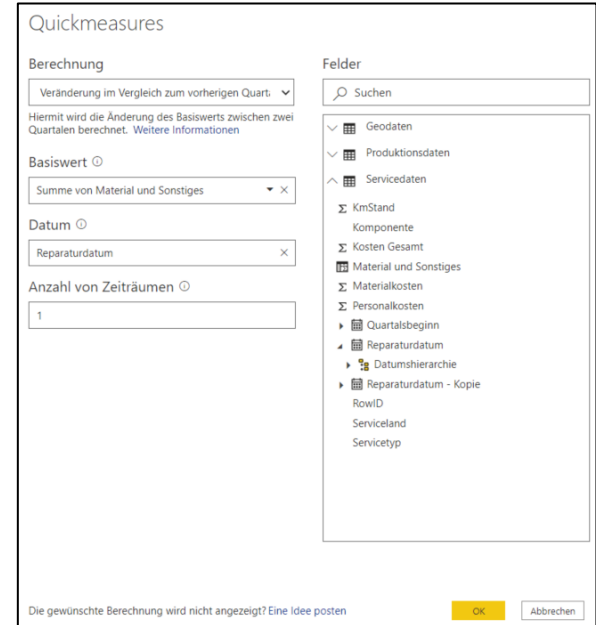 Quickmeasures
Berechnung
Veränderung im Vergleich zum vorherigen Quart
Hiermit wird die Änderung des Basiswerts zwischen zwei
Quartalen berechnet. Weitere Informationen
Basiswert
Summe von Material und Sonstiges
Datum
Reparaturdatum
Anzahl von Zeiträumen
1
Felder
Suchen
Geodaten
Produktionsdaten
Servicedaten
KmStand
Komponente
Kosten Gesamt
Material und Sonstiges
Materialkosten
Personalkosten
Quartalsbeginn
Reparaturdatum
Datumshierarchie
Reparaturdatum - Kopie
RowID
Serviceland
Servicetyp
Die gewünschte Berechnung wird nicht angezeigt? Eine Idee posten
OK
Abbrechen